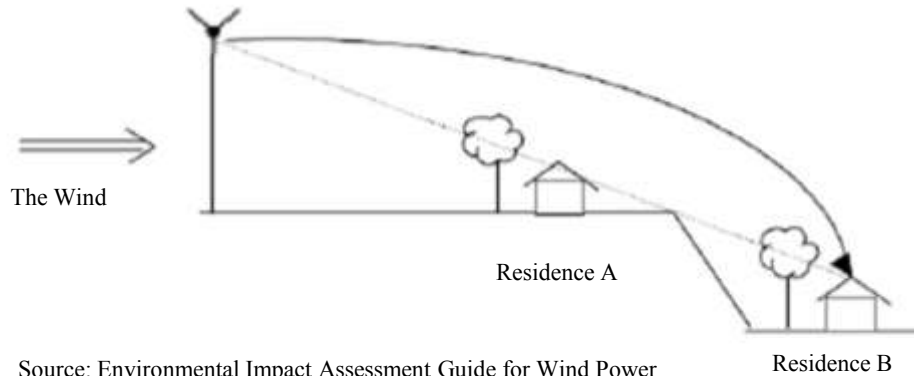 The Wind
Residence A
Residence B
Source: Environmental Impact Assessment Guide for Wind Power